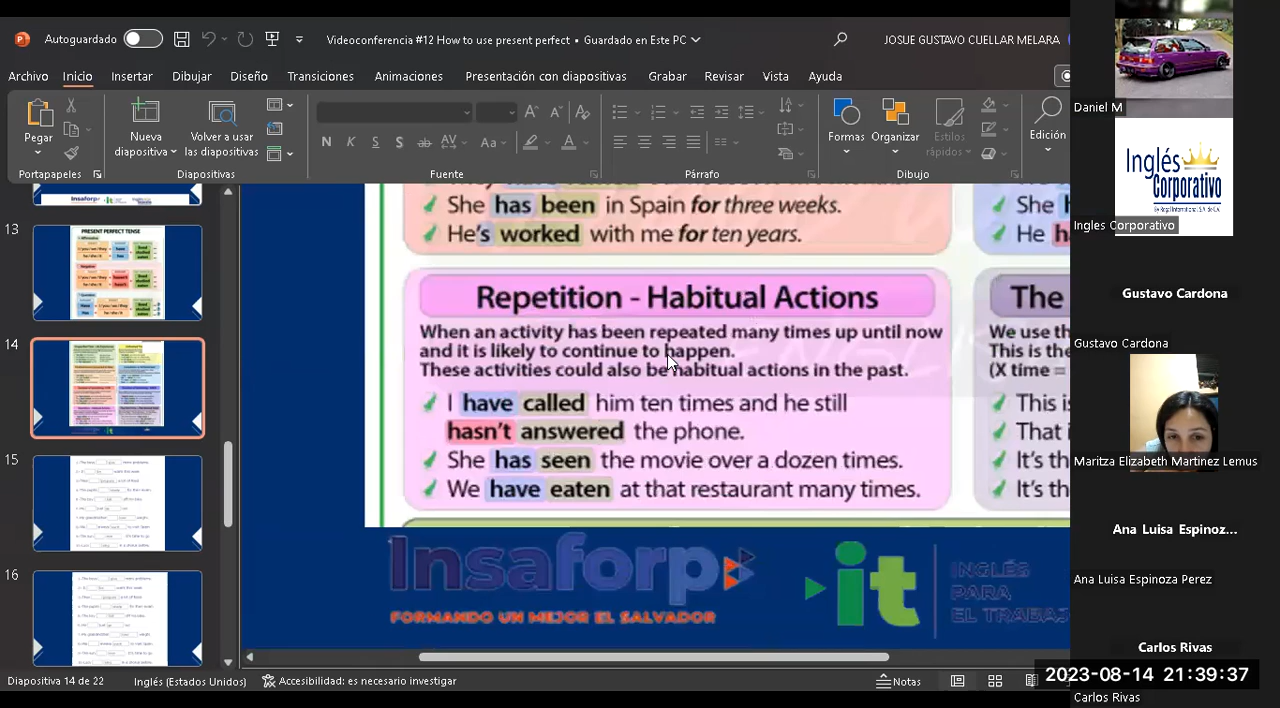 Autoguardado
Videoconferencia #12 How to use present perfect • Guardado en Este PC
JOSUE GUSTAVO CUELLAR MELARA
Archivo Inicio Insertar Dibujar Diseño Transiciones Animaciones Presentación con diapositivas Grabar Revisar Vista Ayuda
Pegar
Nueva diapositiva
Volver a usar las diapositivas
Formas
Organizar
Estilos rápidos
Edición
N K S S ab AV Aa A
Portapapeles Diapositivas Fuente Párrafo Dibujo
13
PRESENT PERFECT TENSE
14
15
16
She has been in Spain for three weeks.
He's worked with me for ten years.
She
He
Repetition - Habitual Actions
When an activity has been repeated many times up until now
and is likely to continue to happen.
These activities could also be habitual actions in the past.
I have called him ten times and he still
hasn't answered the phone.
She has seen the movie over a dozen times.
We have been at that restaurant many times.
The
We use th
(X time =
This is
That i
It's th
It's th
Insaforp
FORMANDO UN MEJOR EL SALVADOR
it
INGLÉS
PARA
EL TRABAJ
Diapositiva 14 de 22 Inglés (Estados Unidos) Accesibilidad: es necesario investigar Notas
Daniel M
Inglés
Corporativo
Ingles Corporativo
Gustavo Cardona
Gustavo Cardona
Maritza Elizabeth Martinez Lemus
Ana Luisa Espinoz...
Ana Luisa Espinoza Perez
Carlos Rivas
2023-08-14 21:39:37
Carlos Rivas